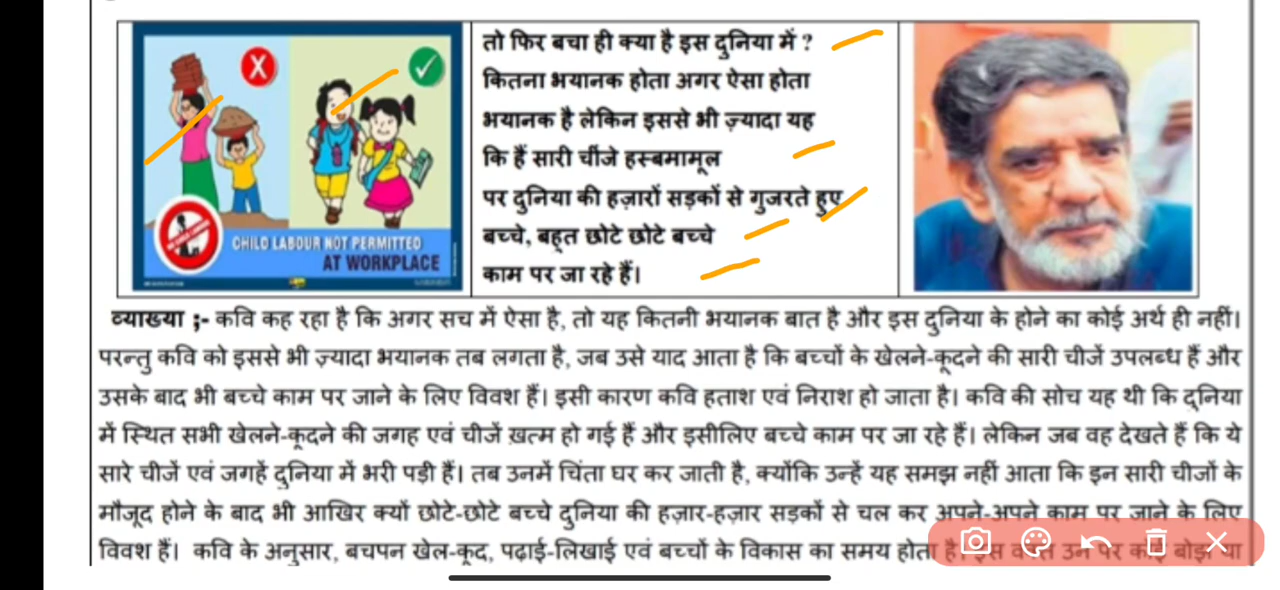 CHILD LABOUR NOT PERMITTED
AT WORKPLACE
तो फिर बचा ही क्या है इस दुनिया में ?
कितना भयानक होता अगर ऐसा होता
भयानक है लेकिन इससे भी ज़्यादा यह
कि हैं सारी चींजे हस्बमामूल
पर दुनिया की हज़ारों सड़कों से गुजरते हुए
बच्चे, बहुत छोटे छोटे बच्चे
काम पर जा रहे हैं।
व्याख्या ;- कवि कह रहा है कि अगर सच में ऐसा है, तो यह कितनी भयानक बात है और इस दुनिया के होने का कोई अर्थ ही नहीं।
परन्तु कवि को इससे भी ज़्यादा भयानक तब लगता है, जब उसे याद आता है कि बच्चों के खेलने-कूदने की सारी चीजें उपलब्ध हैं और
उसके बाद भी बच्चे काम पर जाने के लिए विवश हैं। इसी कारण कवि हताश एवं निराश हो जाता है। कवि की सोच यह थी कि दुनिया
में स्थित सभी खेलने-कूदने की जगह एवं चीजें ख़त्म हो गई हैं और इसीलिए बच्चे काम पर जा रहे हैं। लेकिन जब वह देखते हैं कि ये
सारे चीजें एवं जगहें दुनिया में भरी पड़ी हैं। तब उनमें चिंता घर कर जाती है, क्योंकि उन्हें यह समझ नहीं आता कि इन सारी चीजों के
मौजूद होने के बाद भी आखिर क्यों छोटे-छोटे बच्चे दुनिया की हज़ार-हज़ार सड़कों से चल कर अपने-अपने काम पर जाने के लिए
विवश हैं। कवि के अनुसार, बचपन खेल-कूद, पढ़ाई-लिखाई एवं बच्चों के विकास का समय होता है। इस वक्त उन पर कोई बोझ या